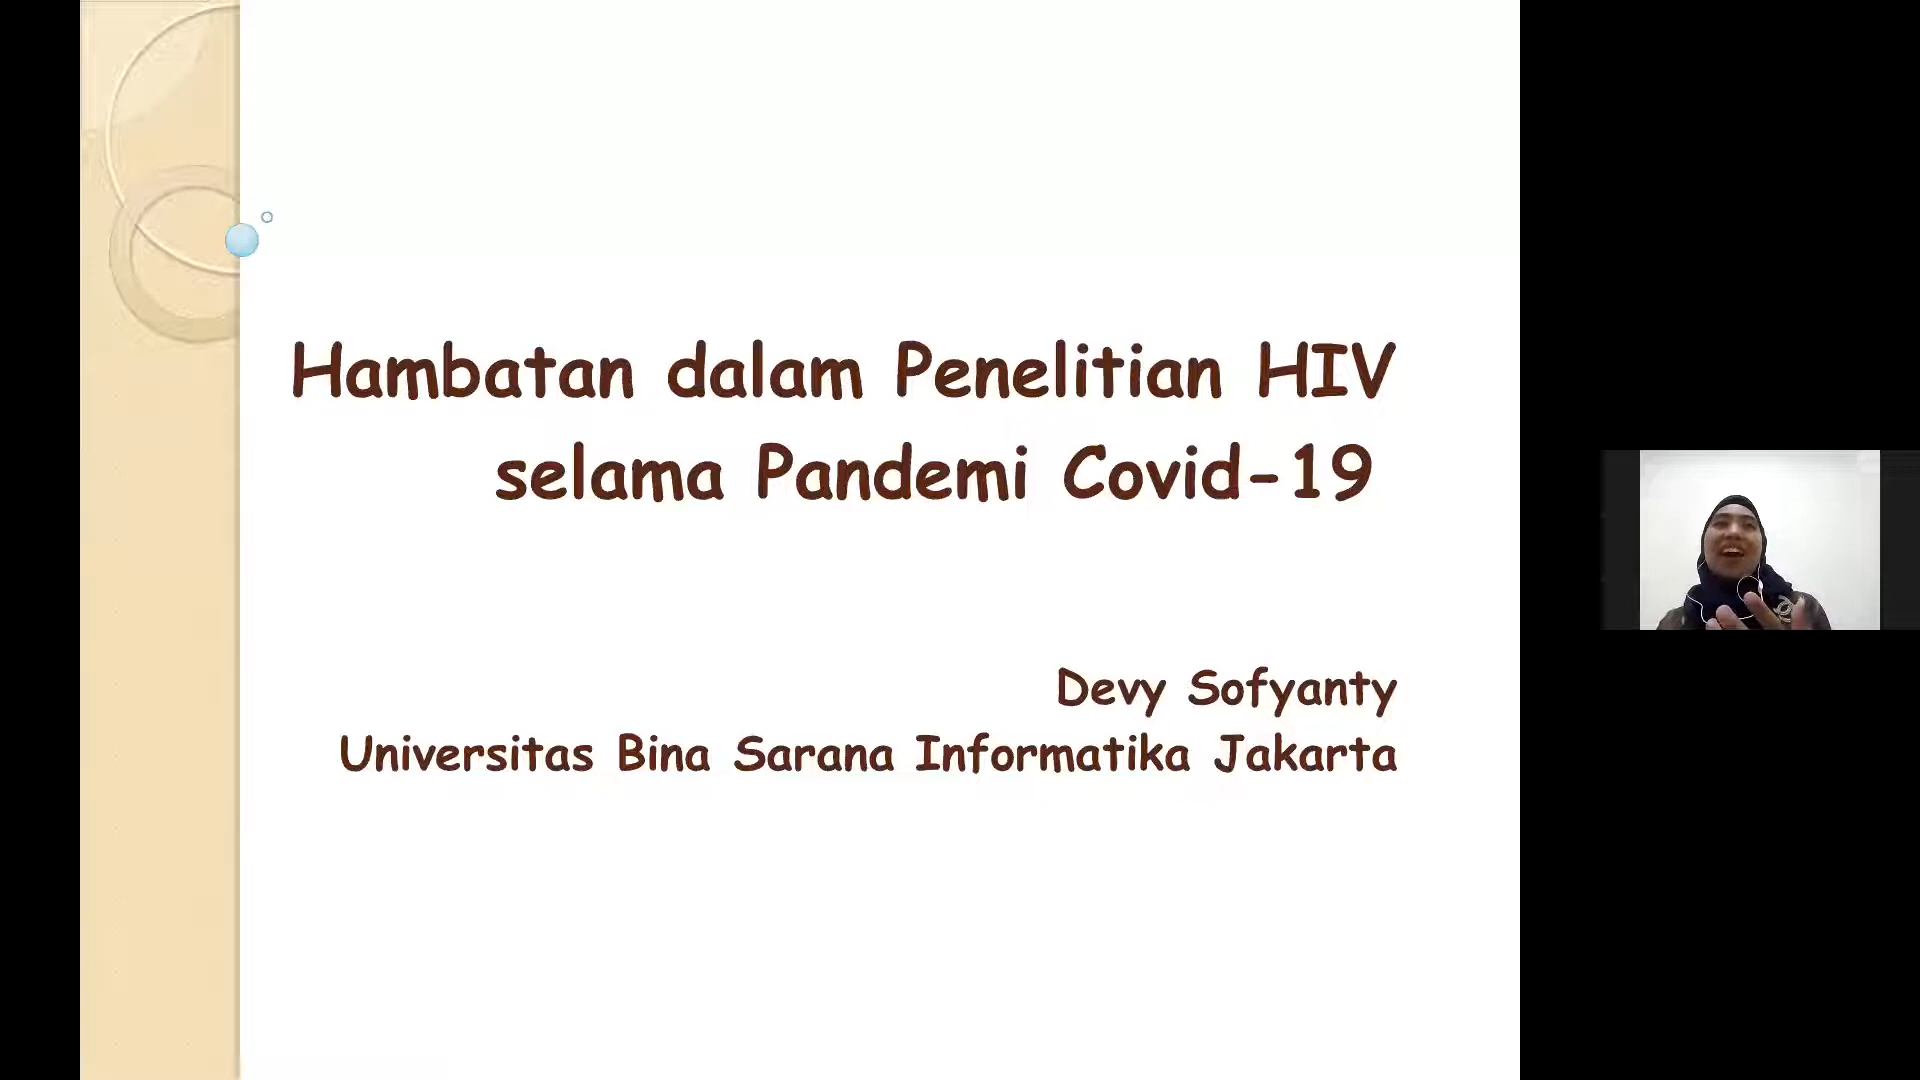 Hambatan dalam Penelitian HIV
selama Pandemi Covid-19
Devy Sofyanty
Universitas Bina Sarana Informatika Jakarta